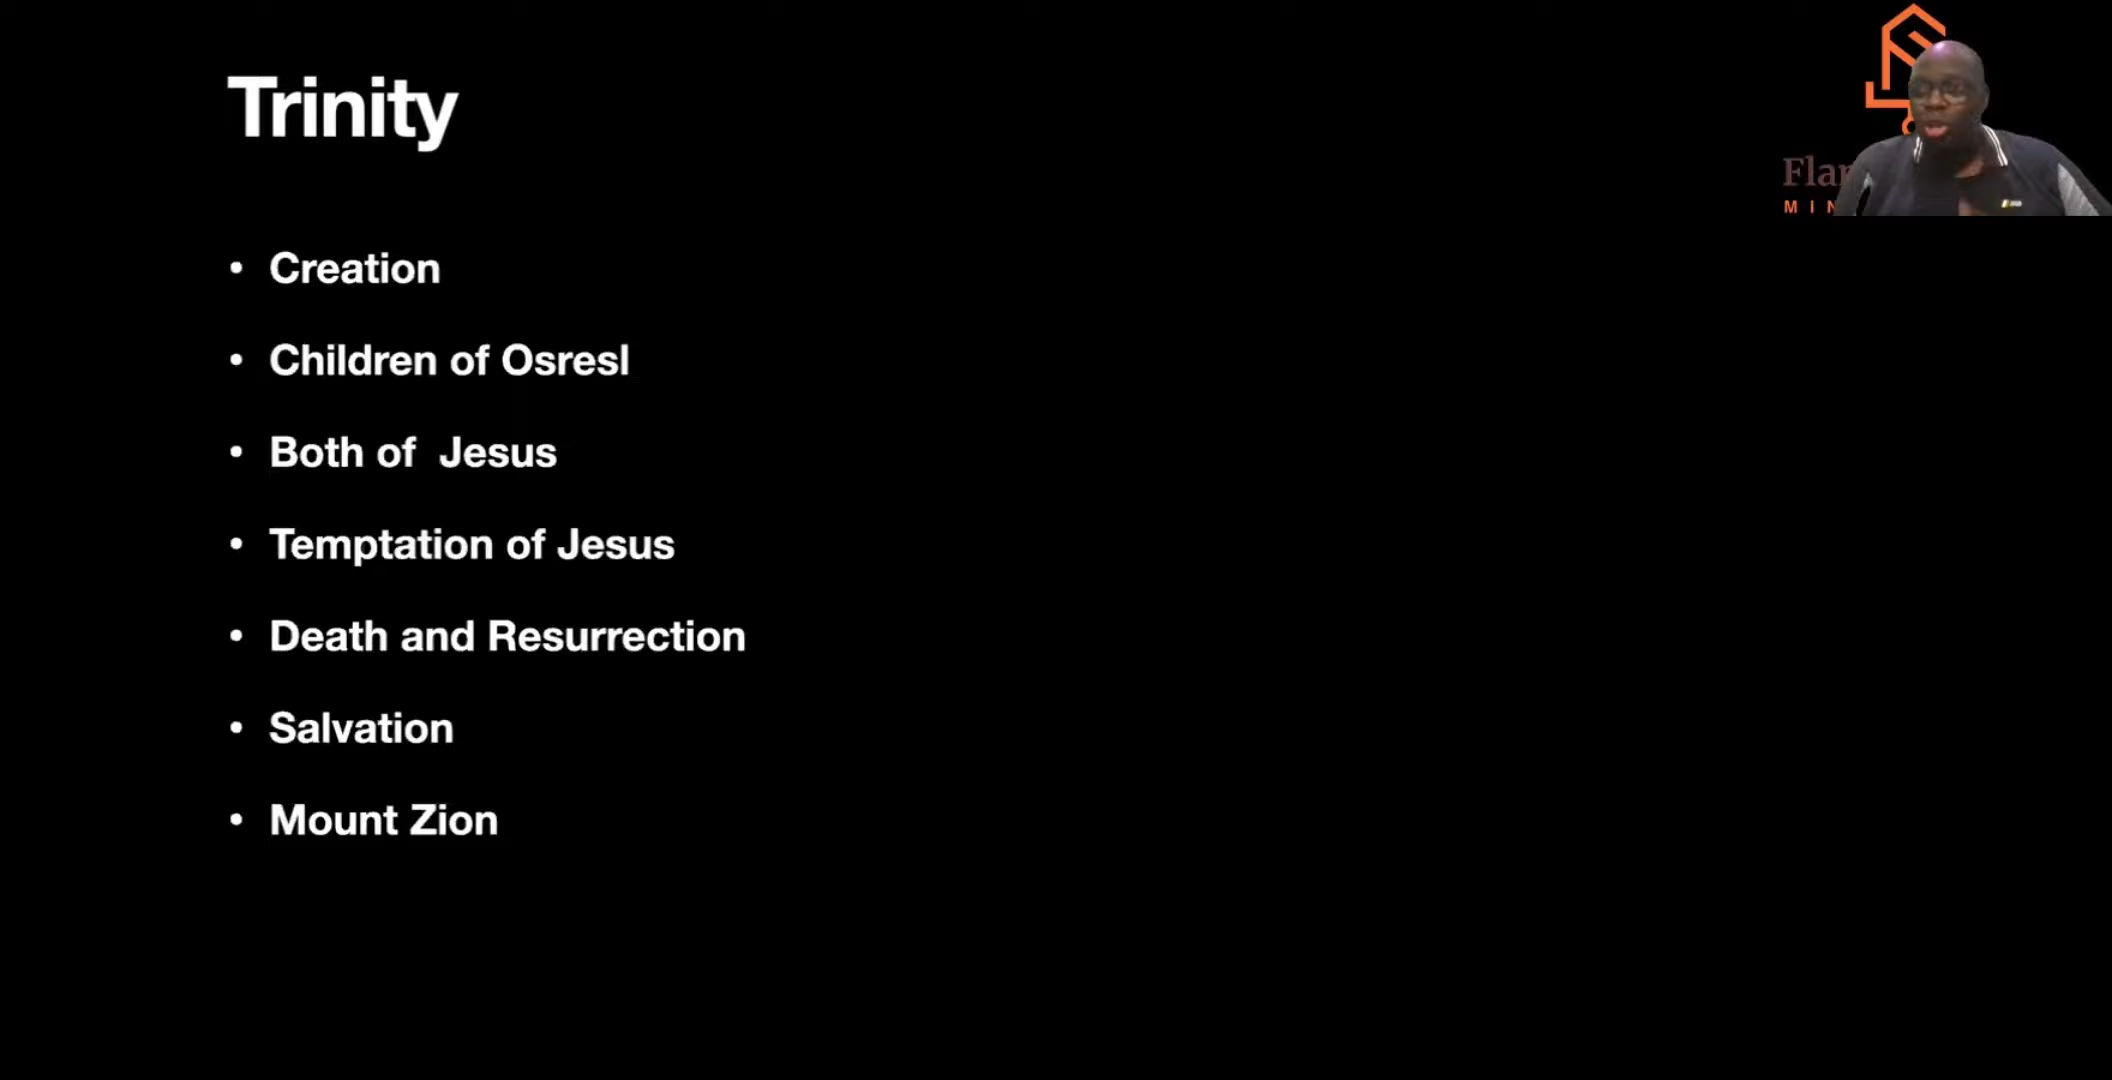 Trinity
• Creation
• Children of Osresl
• Both of  Jesus
• Temptation of Jesus
• Death and Resurrection
• Salvation
• Mount Zion